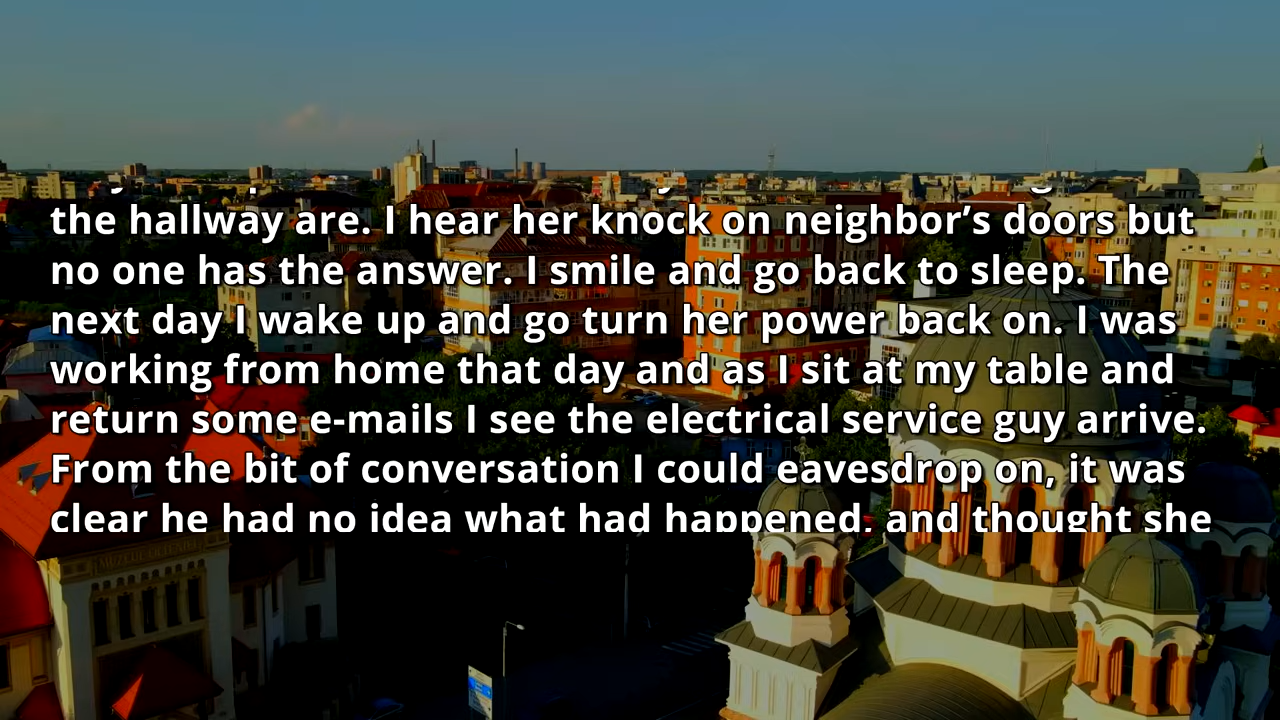 the hallway are. I hear her knock on neighbor’s doors but
no one has the answer. I smile and go back to sleep. The
next day I wake up and go turn her power back on. I was
working from home that day and as I sit at my table and
return some e-mails I see the electrical service guy arrive.
From the bit of conversation I could eavesdrop on, it was
clear he had no idea what had happened, and thought she